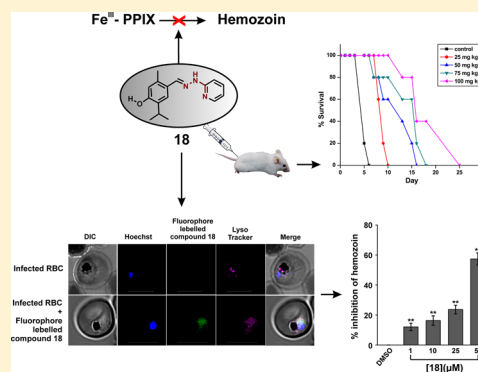 Fe^III- PPIX Hemozoin
N
H
N
N
HO
18
% Survival
100
80
60
40
20
0
0 5 10 15 20 25
Day
control
25 mg kg
50 mg kg
75 mg kg
100 mg kg
DIC Hoechst Fluorophore labelled compound 18 Lyso Tracker Merge
Infected RBC
Infected RBC
+
Fluorophore
labelled
compound 18
% inhibition of hemozoin
80
60
40
20
0
** ** ** *
DMSO 1 10 25 5
[18](μM)